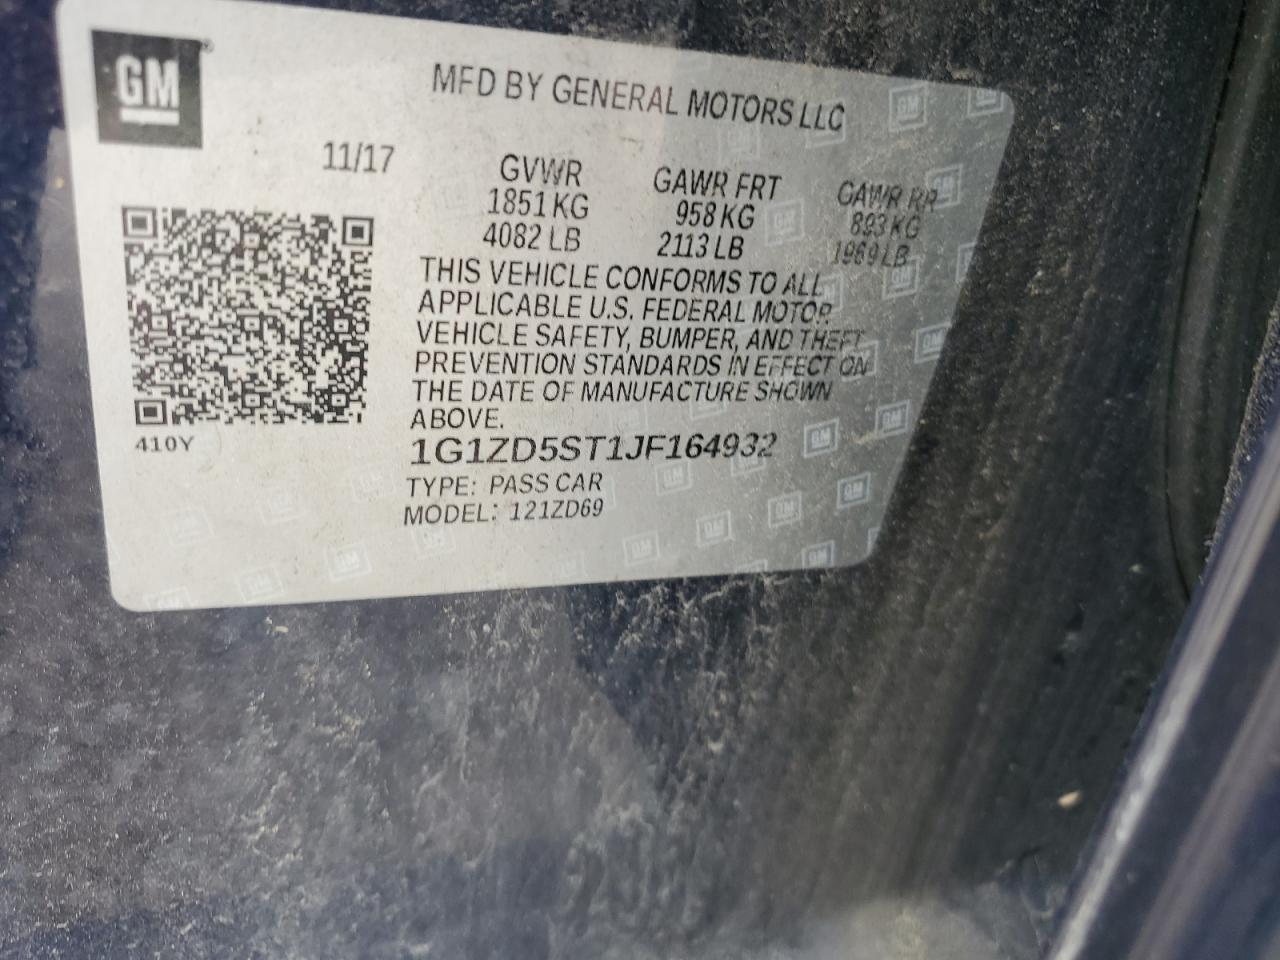 GM
MFD BY GENERAL MOTORS LLC
11/17
GVWR
1851 KG
4082 LB
GAWR FRT
958 KG
2113 LB
GAWR RR
893 KG
1969 LB
THIS VEHICLE CONFORMS TO ALL
APPLICABLE U.S. FEDERAL MOTOR
VEHICLE SAFETY, BUMPER, AND THEFT
PREVENTION STANDARDS IN EFFECT ON
THE DATE OF MANUFACTURE SHOWN
ABOVE.
410Y
1G1ZD5ST1JF164932
TYPE: PASS CAR
MODEL: 121ZD69